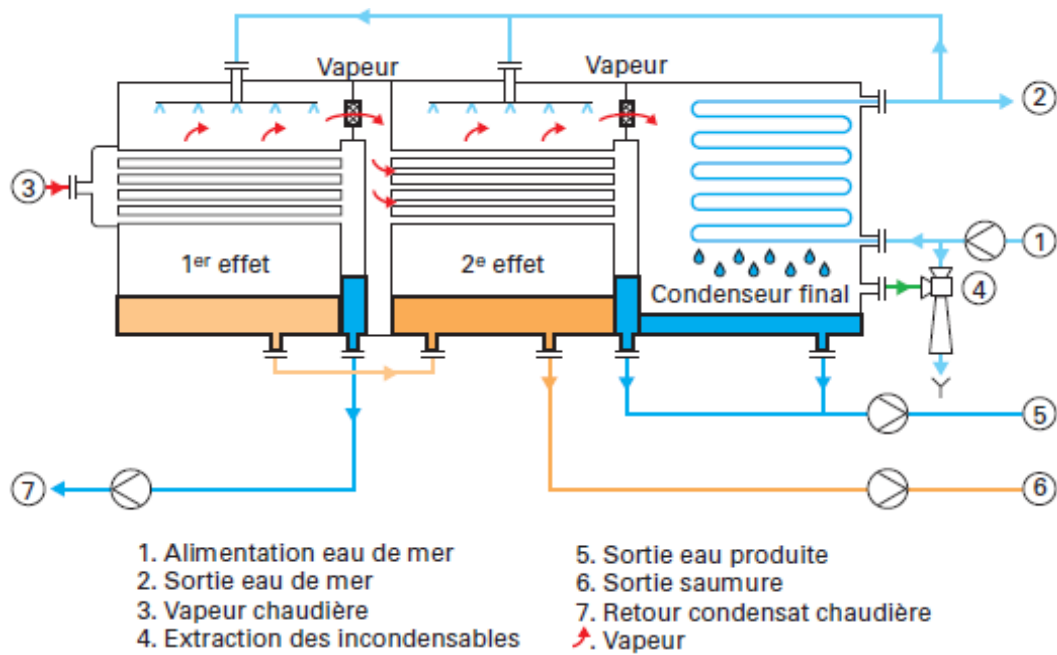 Vapeur
Vapeur
2
3
1
1er effet
2e effet
Condenseur final
4
5
7
6
1. Alimentation eau de mer
2. Sortie eau de mer
3. Vapeur chaudière
4. Extraction des incondensables
5. Sortie eau produite
6. Sortie saumure
7. Retour condensat chaudière
. Vapeur